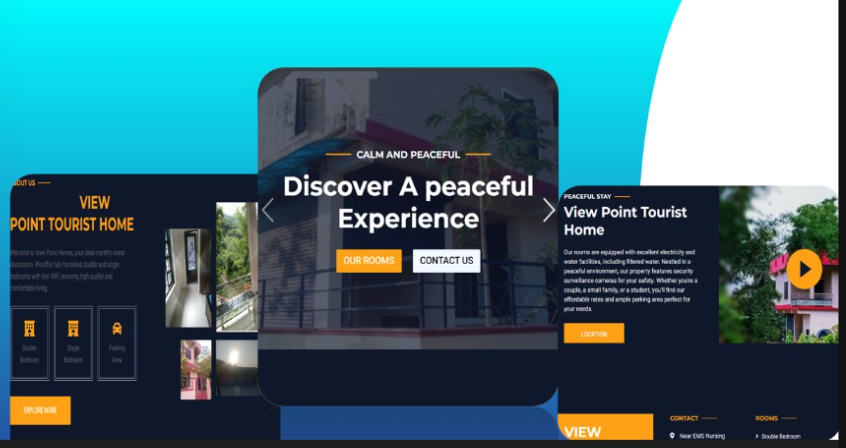 OUT US
VIEW
POINT TOURIST HOME
Welcome to View Point Homes, your ideal monthly rental
destination. We offer fully furnished double and single
bedrooms with free WiFi, ensuring high-quality and
comfortable living.
Double
Bedroom
Single
Bedroom
Parking
Area
EXPLORE MORE
CALM AND PEACEFUL
Discover A peaceful
Experience
OUR ROOMS
CONTACT US
PEACEFUL STAY
View Point Tourist
Home
Our rooms are equipped with excellent electricity and
water facilities, including filtered water. Nestled in a
peaceful environment, our property features security
surveillance cameras for your safety. Whether you're a
couple, a small family, or a student, you'll find our
affordable rates and ample parking area perfect for
your needs.
LOCATION
VIEW
CONTACT
Near EMS Nursing
ROOMS
Double Bedroom